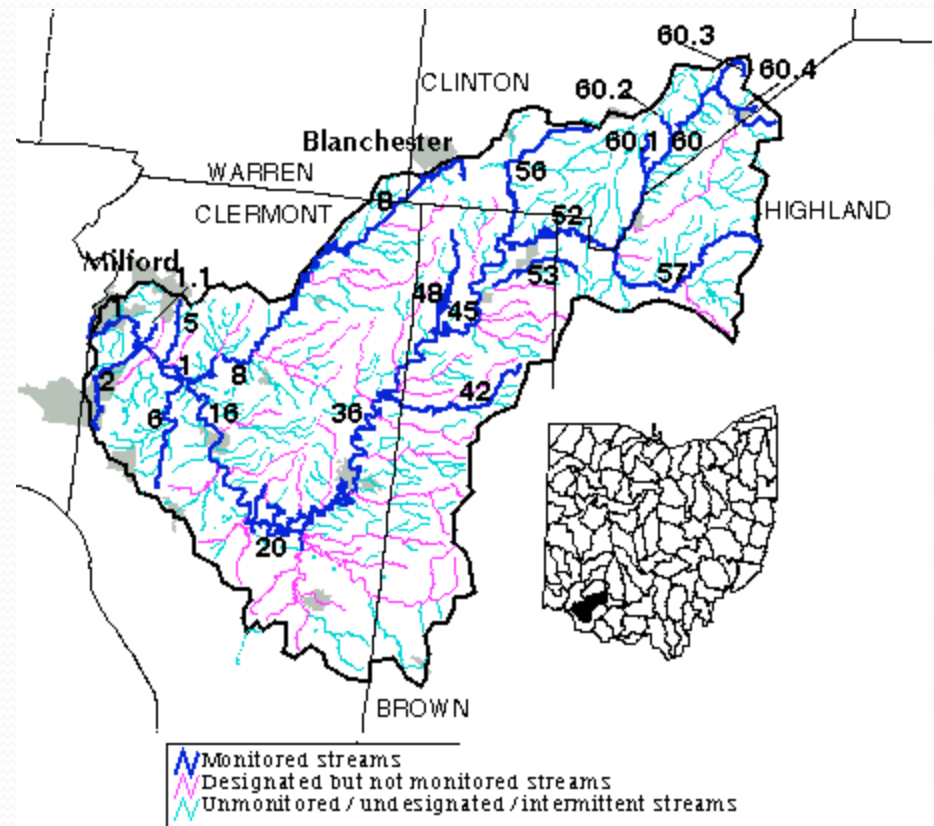 60.3
60.4
CLINTON
60.2
Blanchester
60.1 60
WARREN
56
8
CLERMONT
52
HIGHLAND
Milford
1.1
57
53
48
45
1
5
1
8
2
42
6
16
36
20
BROWN
Monitored streams
Designated but not monitored streams
Unmonitored / undesignated / intermittent streams